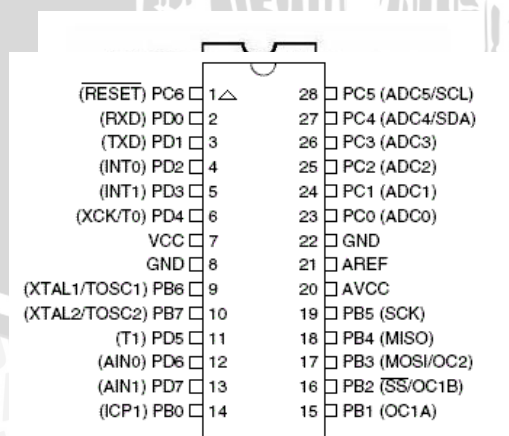 (RESET) PC6 1 28 PC5 (ADC5/SCL)
(RXD) PD0 2 27 PC4 (ADC4/SDA)
(TXD) PD1 3 26 PC3 (ADC3)
(INT0) PD2 4 25 PC2 (ADC2)
(INT1) PD3 5 24 PC1 (ADC1)
(XCK/T0) PD4 6 23 PC0 (ADC0)
VCC 7 22 GND
GND 8 21 AREF
(XTAL1/TOSC1) PB6 9 20 AVCC
(XTAL2/TOSC2) PB7 10 19 PB5 (SCK)
(T1) PD5 11 18 PB4 (MISO)
(AIN0) PD6 12 17 PB3 (MOSI/OC2)
(AIN1) PD7 13 16 PB2 (SS/OC1B)
(ICP1) PB0 14 15 PB1 (OC1A)